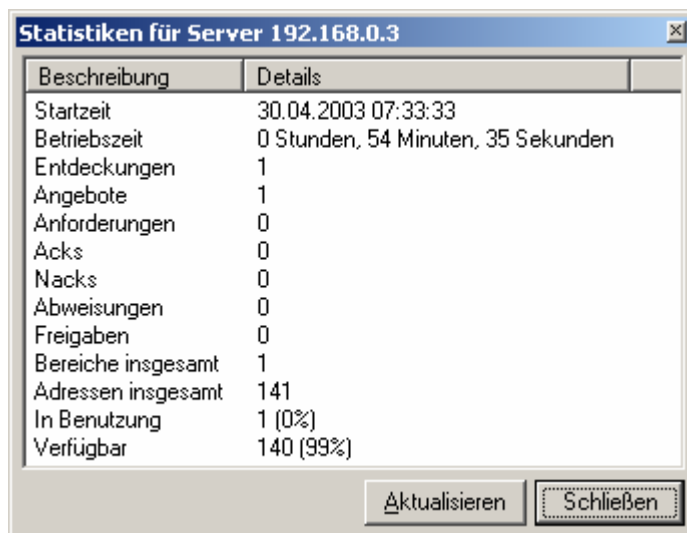 Statistiken für Server 192.168.0.3
Beschreibung Details
Startzeit 30.04.2003 07:33:33
Betriebszeit 0 Stunden, 54 Minuten, 35 Sekunden
Entdeckungen 1
Angebote 1
Anforderungen 0
Acks 0
Nacks 0
Abweisungen 0
Freigaben 0
Bereiche insgesamt 1
Adressen insgesamt 141
In Benutzung 1 (0%)
Verfügbar 140 (99%)
Aktualisieren Schließen